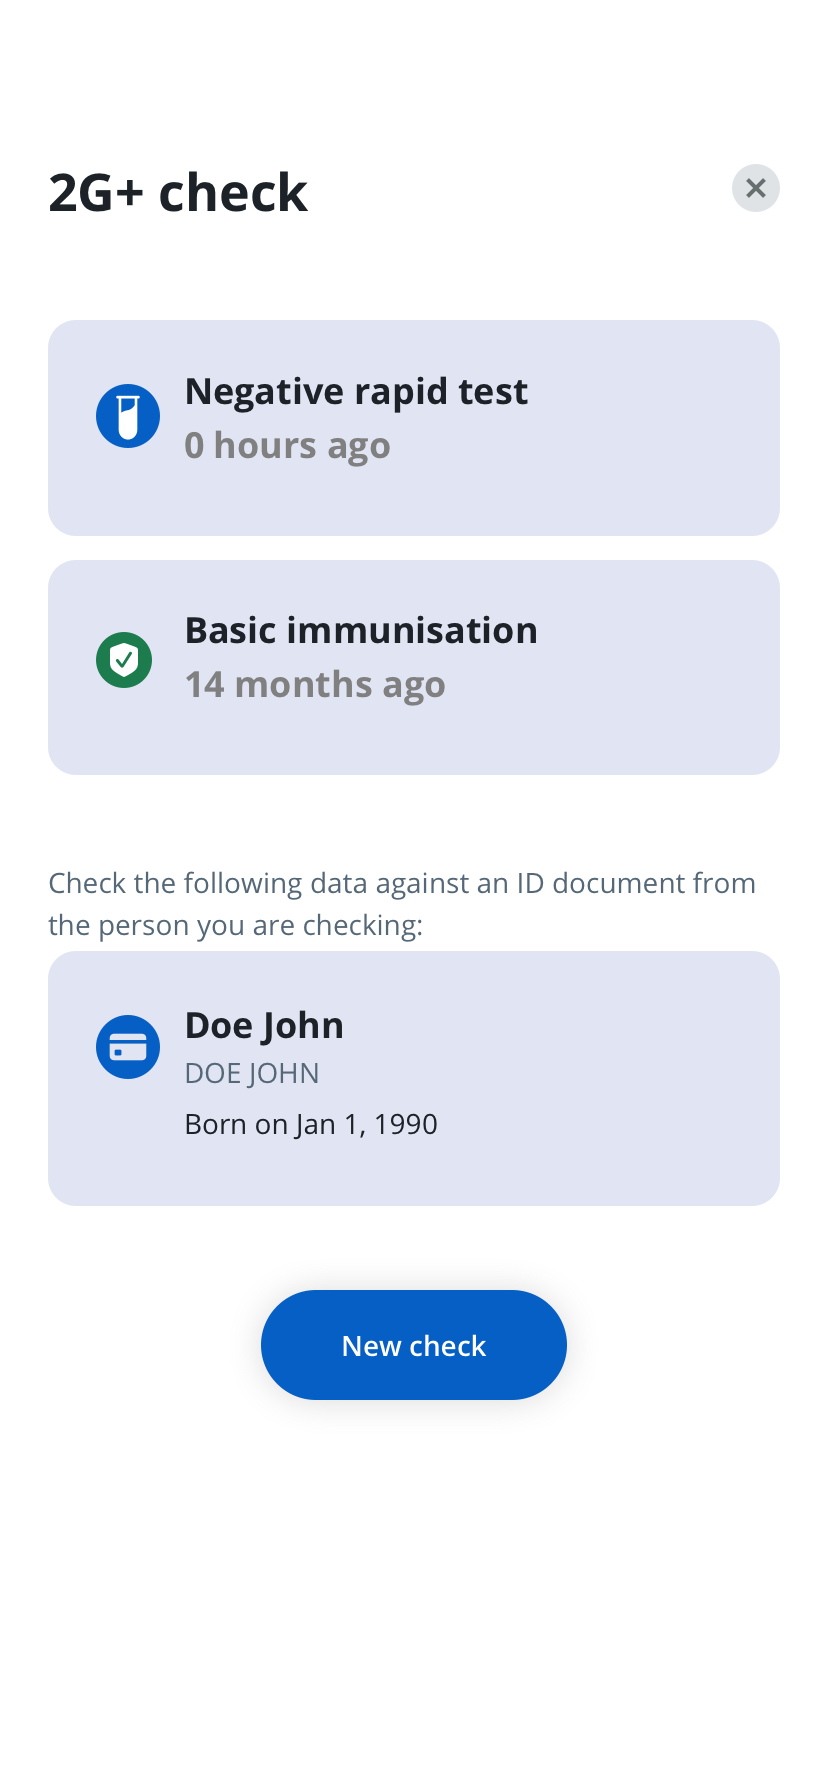 2G+ check
Negative rapid test
0 hours ago
Basic immunisation
14 months ago
Check the following data against an ID document from
the person you are checking:
Doe John
DOE JOHN
Born on Jan 1, 1990
New check